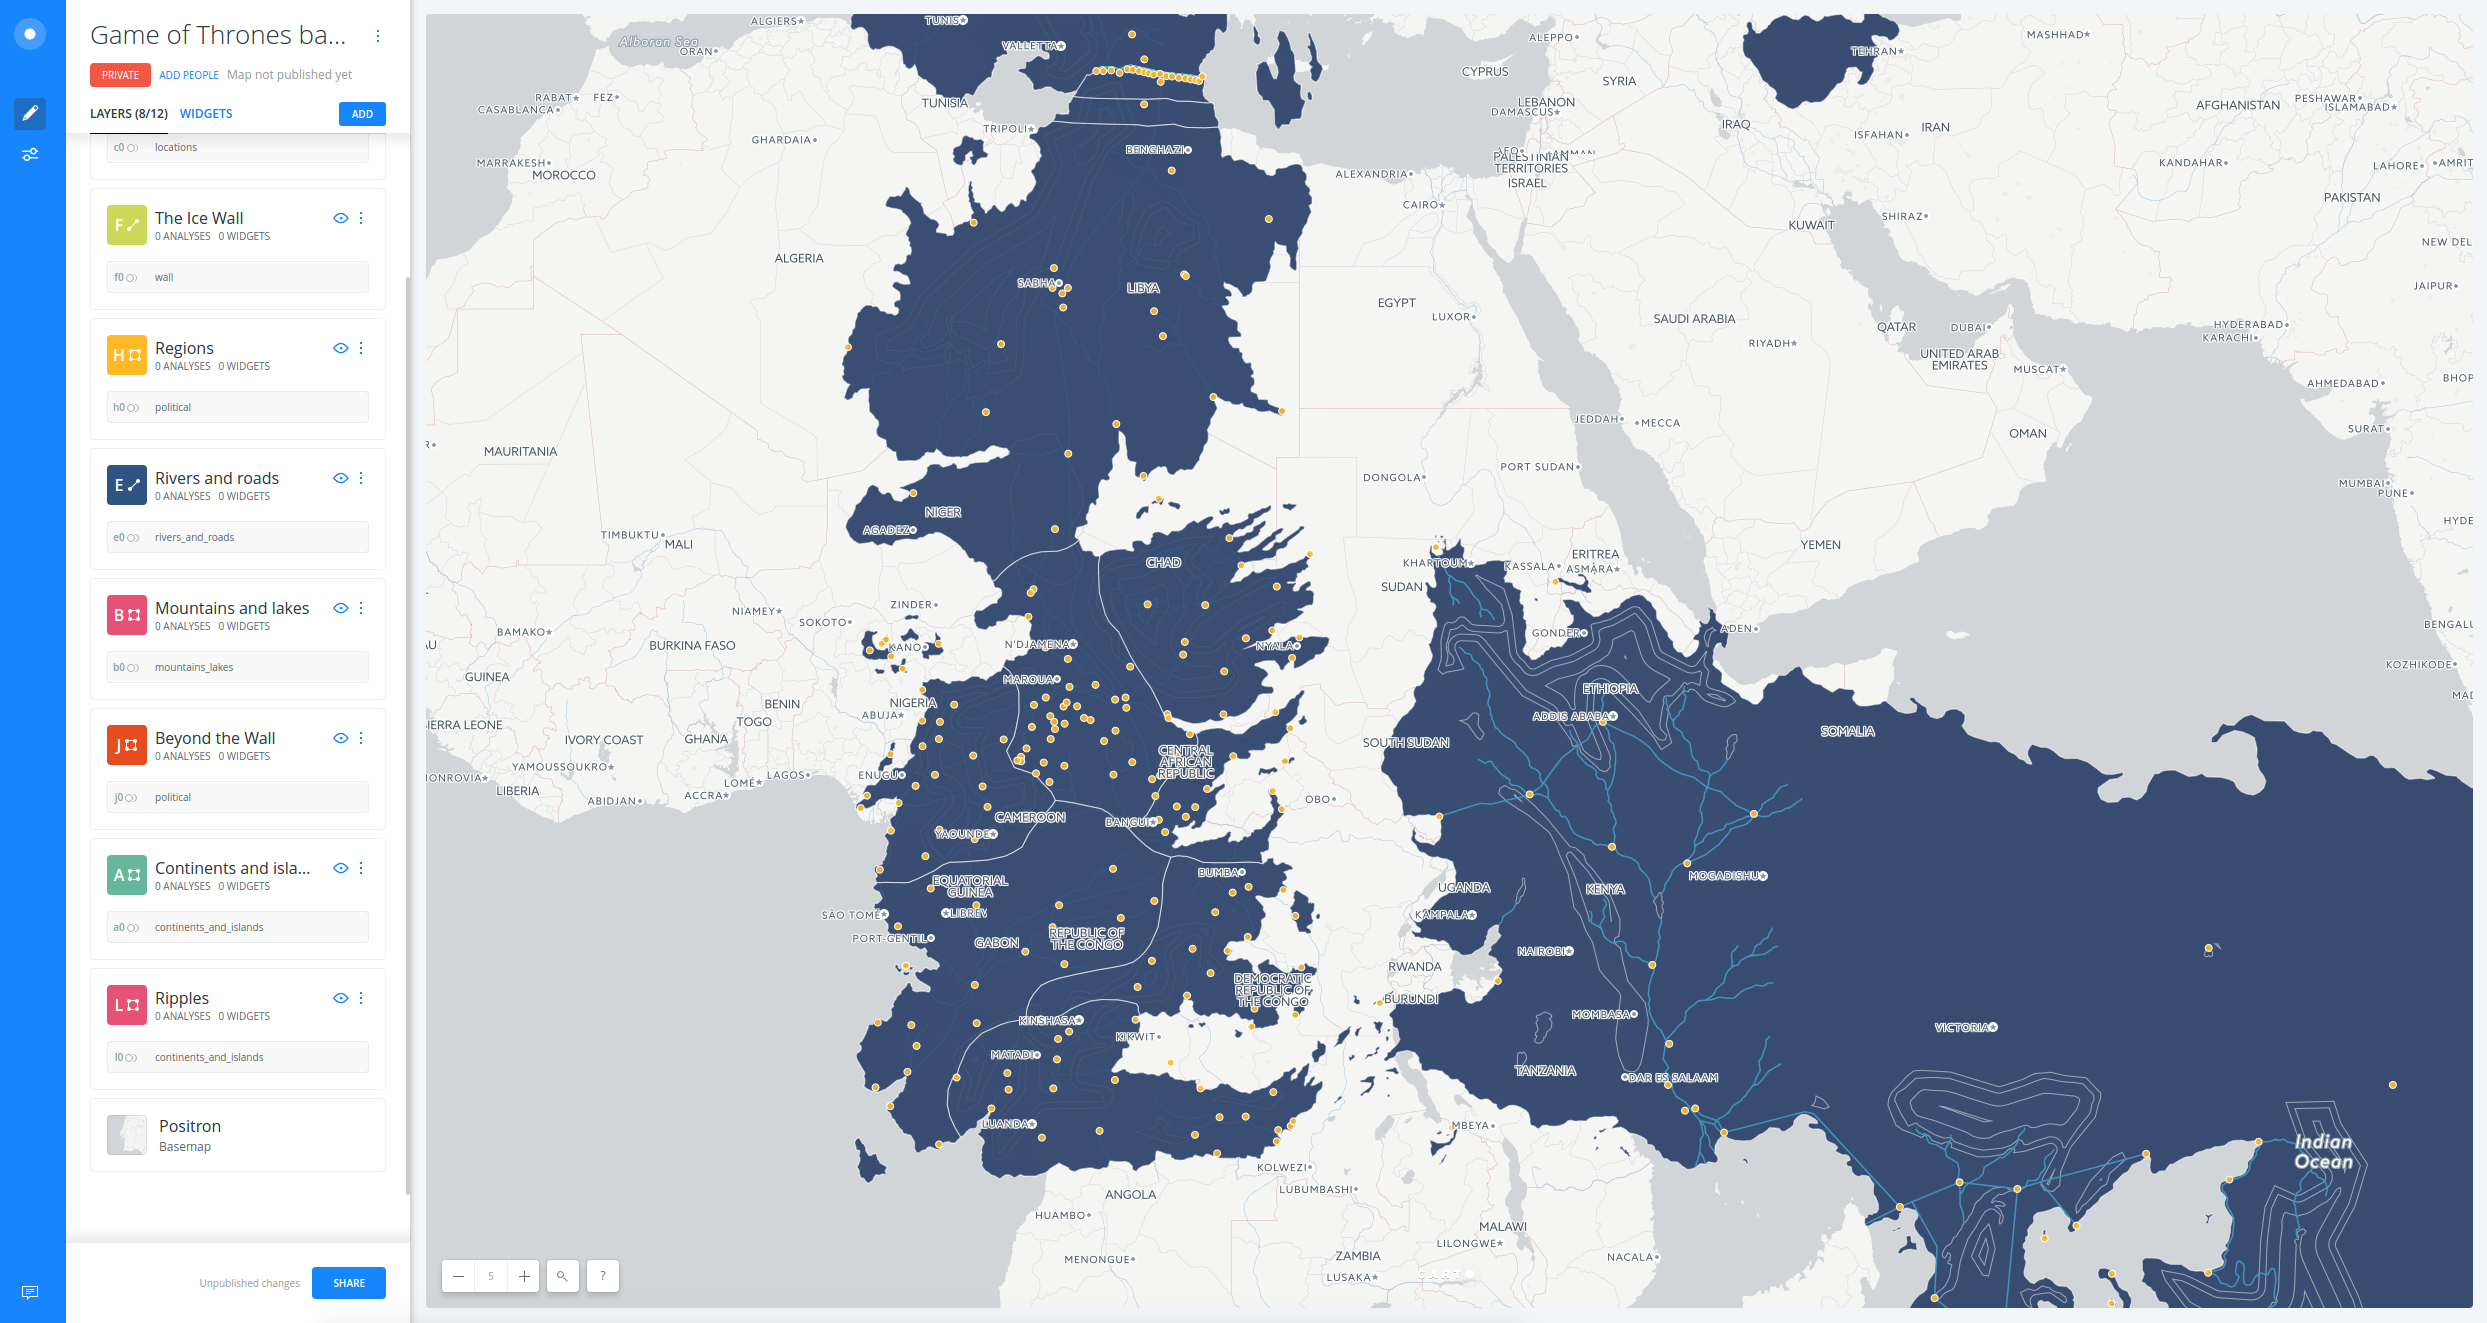 Game of Thrones ba...
PRIVATE
ADD PEOPLE
Map not published yet
LAYERS (8/12)
WIDGETS
ADD
c0
locations
F
The Ice Wall
0 ANALYSES 0 WIDGETS
f0
wall
H
Regions
0 ANALYSES 0 WIDGETS
h0
political
E
Rivers and roads
0 ANALYSES 0 WIDGETS
e0
rivers_and_roads
B
Mountains and lakes
0 ANALYSES 0 WIDGETS
b0
mountains_lakes
J
Beyond the Wall
0 ANALYSES 0 WIDGETS
j0
political
A
Continents and isla...
0 ANALYSES 0 WIDGETS
a0
continents_and_islands
L
Ripples
0 ANALYSES 0 WIDGETS
l0
continents_and_islands
Positron
Basemap
Unpublished changes
SHARE
ALGIERS
TUNIS
Alboran Sea
ORAN
VALLETTA
ALEPPO
TEHRAN
MASHHAD
CYPRUS
SYRIA
RABAT
FEZ
CASABLANCA
TUNISIA
LEBANON
DAMASCUS
AFGHANISTAN
PESHAWAR
ISLAMABAD
TRIPOLI
IRAQ
ISFAHAN
IRAN
GHARDAIA
BENGHAZI
PALESTINIAN
TERRITORIES
ISRAEL
MARRAKESH
MOROCCO
ALEXANDRIA
KANDAHAR
LAHORE
AMRIT
PAKISTAN
CAIRO
SHIRAZ
KUWAIT
NEW DEL
ALGERIA
SABHA
LIBYA
EGYPT
LUXOR
SAUDI ARABIA
JAIPUR
QATAR
DUBAI
HYDERABAD
KARACHI
RIYADH
UNITED ARAB
EMIRATES
MUSCAT
AHMEDABAD
BHOP
JEDDAH
MECCA
OMAN
SURAT
MAURITANIA
DONGOLA
PORT SUDAN
MUMBAI
PUNE
NIGER
AGADEZ
HYDE
TIMBUKTU
MALI
CHAD
KHARTOUM
KASSALA
ERITREA
ASMARA
YEMEN
SUDAN
NIAMEY
ZINDER
SOKOTO
BAMAKO
BURKINA FASO
KANO
N'DJAMENA
NYALA
GONDER
ADEN
BENGALU
AU
GUINEA
MAROUA
ETHIOPIA
KOZHIKODE
BENIN
NIGERIA
ABUJA
ADDIS ABABA
SOMALIA
MAD
IERRA LEONE
TOGO
IVORY COAST
GHANA
SOUTH SUDAN
CENTRAL
AFRICAN
REPUBLIC
YAMOUSSOUKRO
ONROVIA
LOMÉ
LAGOS
ENUGU
LIBERIA
ABIDJAN
ACCRA
OBO
CAMEROON
BANGUI
YAOUNDE
BUMBA
MOGADISHU
EQUATORIAL
GUINEA
UGANDA
KENYA
SÃO TOMÉ
LIBREV
KAMPALA
PORT-GENTIL
GABON
REPUBLIC OF
THE CONGO
NAIROBI
RWANDA
DEMOCRATIC
REPUBLIC OF
THE CONGO
BURUNDI
KINSHASA
KIKWIT
MOMBASA
VICTORIA
MATADI
TANZANIA
DAR ES SALAAM
LUANDA
MBEYA
Indian
Ocean
KOLWEZI
LUBUMBASHI
ANGOLA
HUAMBO
MALAWI
LILONGWE
MENONGUE
ZAMBIA
LUSAKA
NACALA
5
?